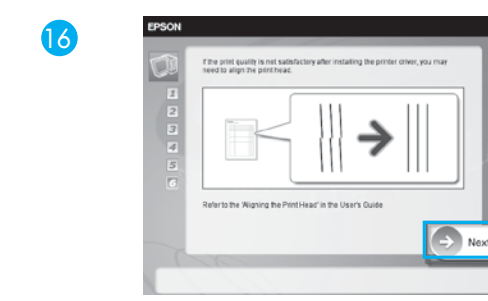 16
EPSON
If the print quality is not satisfactory after installing the printer driver, you may
need to align the print head.
1
2
3
4
5
6
Refer to the 'Aligning the Print Head' in the User's Guide
Next